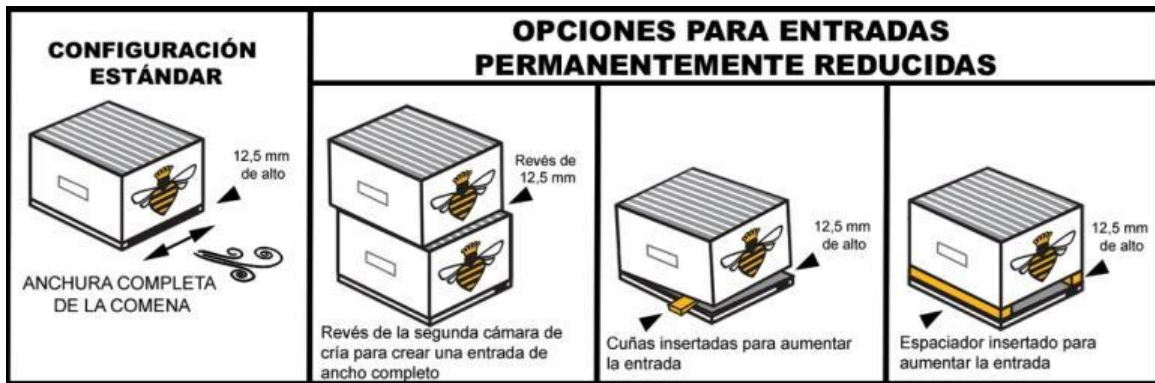 CONFIGURACIÓN
ESTÁNDAR
12,5 mm
de alto
ANCHURA COMPLETA
DE LA COMENA
OPCIONES PARA ENTRADAS
PERMANENTEMENTE REDUCIDAS
Revés de
12,5 mm
Revés de la segunda cámara de
cría para crear una entrada de
ancho completo
12,5 mm
de alto
Cuñas insertadas para aumentar
la entrada
12,5 mm
de alto
Espaciador insertado para
aumentar la entrada